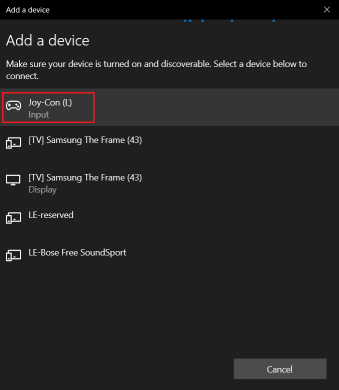 Add a device
Add a device
Make sure your device is turned on and discoverable. Select a device below to
connect.
Joy-Con (L)
Input
[TV] Samsung The Frame (43)
[TV] Samsung The Frame (43)
Display
LE-reserved
LE-Bose Free SoundSport
Cancel